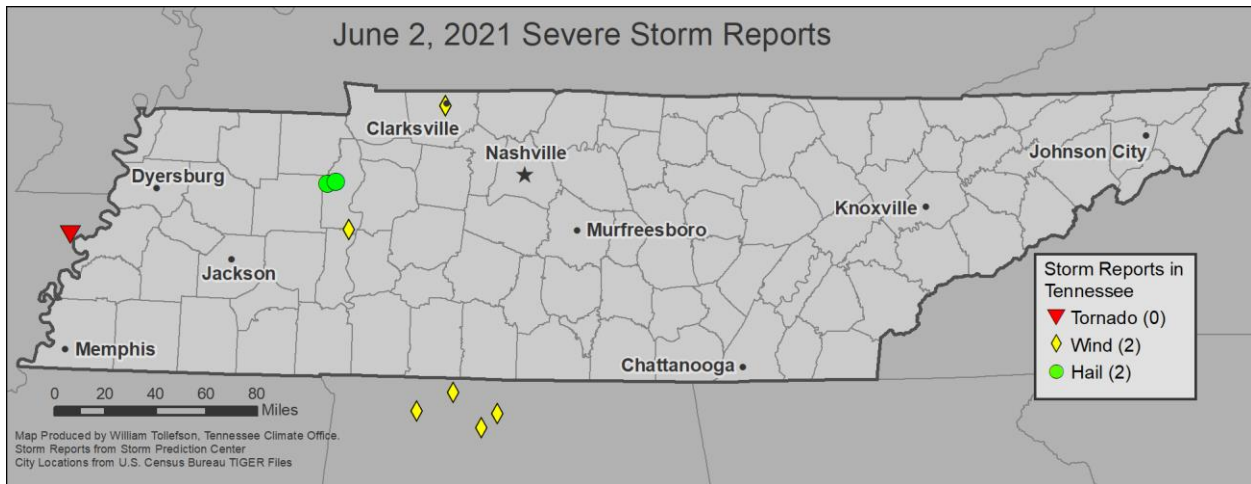 June 2, 2021 Severe Storm Reports
Clarksville
Nashville
Johnson City
Dyersburg
Knoxville
Murfreesboro
Jackson
Storm Reports in
Tennessee
Tornado (0)
Wind (2)
Hail (2)
Memphis
Chattanooga
0 20 40 60 80
Miles
Map Produced by William Tollefson, Tennessee Climate Office.
Storm Reports from Storm Prediction Center
City Locations from U.S. Census Bureau TIGER Files